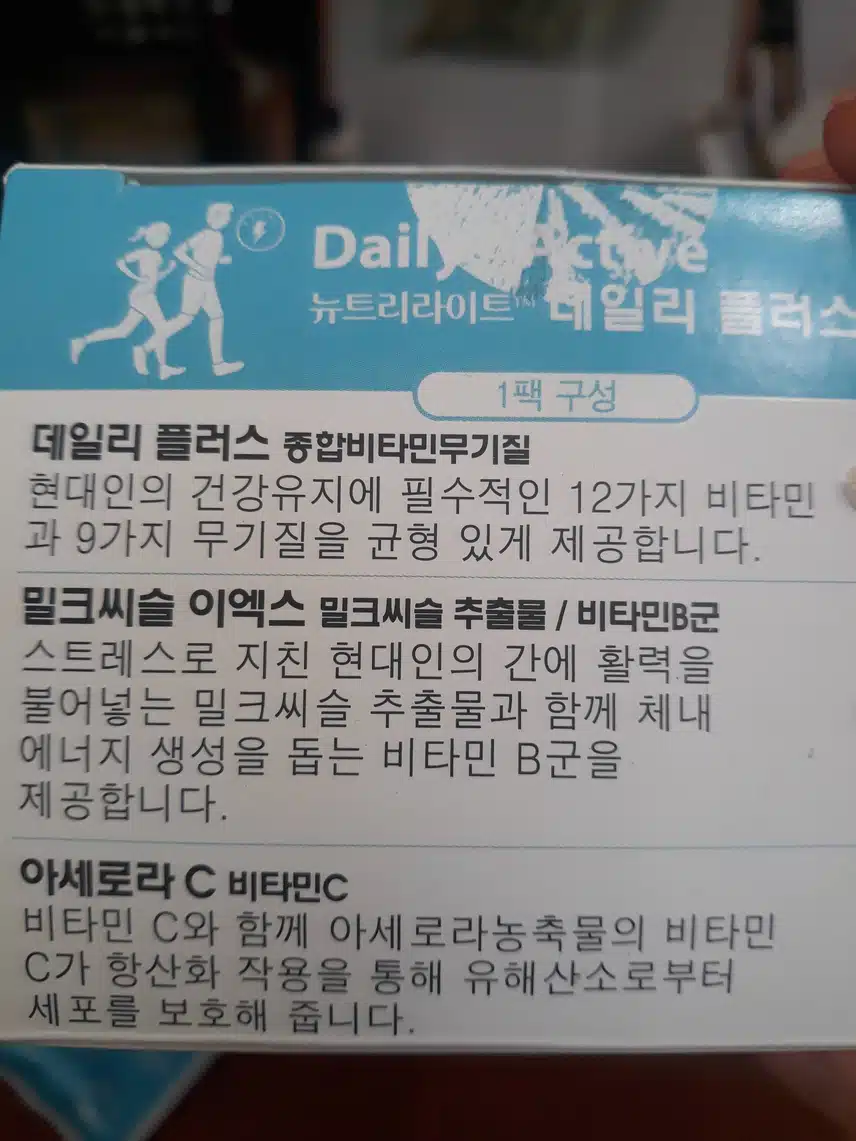 Daily Active
뉴트리라이트™ 데일리 플러스
1팩 구성
데일리 플러스 종합비타민무기질
현대인의 건강유지에 필수적인 12가지 비타민
과 9가지 무기질을 균형 있게 제공합니다.
밀크씨슬 이엑스 밀크씨슬 추출물 / 비타민B군
스트레스로 지친 현대인의 간에 활력을
불어넣는 밀크씨슬 추출물과 함께 체내
에너지 생성을 돕는 비타민 B군을
제공합니다.
아세로라 C 비타민C
비타민 C와 함께 아세로라농축물의 비타민
C가 항산화 작용을 통해 유해산소로부터
세포를 보호해 줍니다.